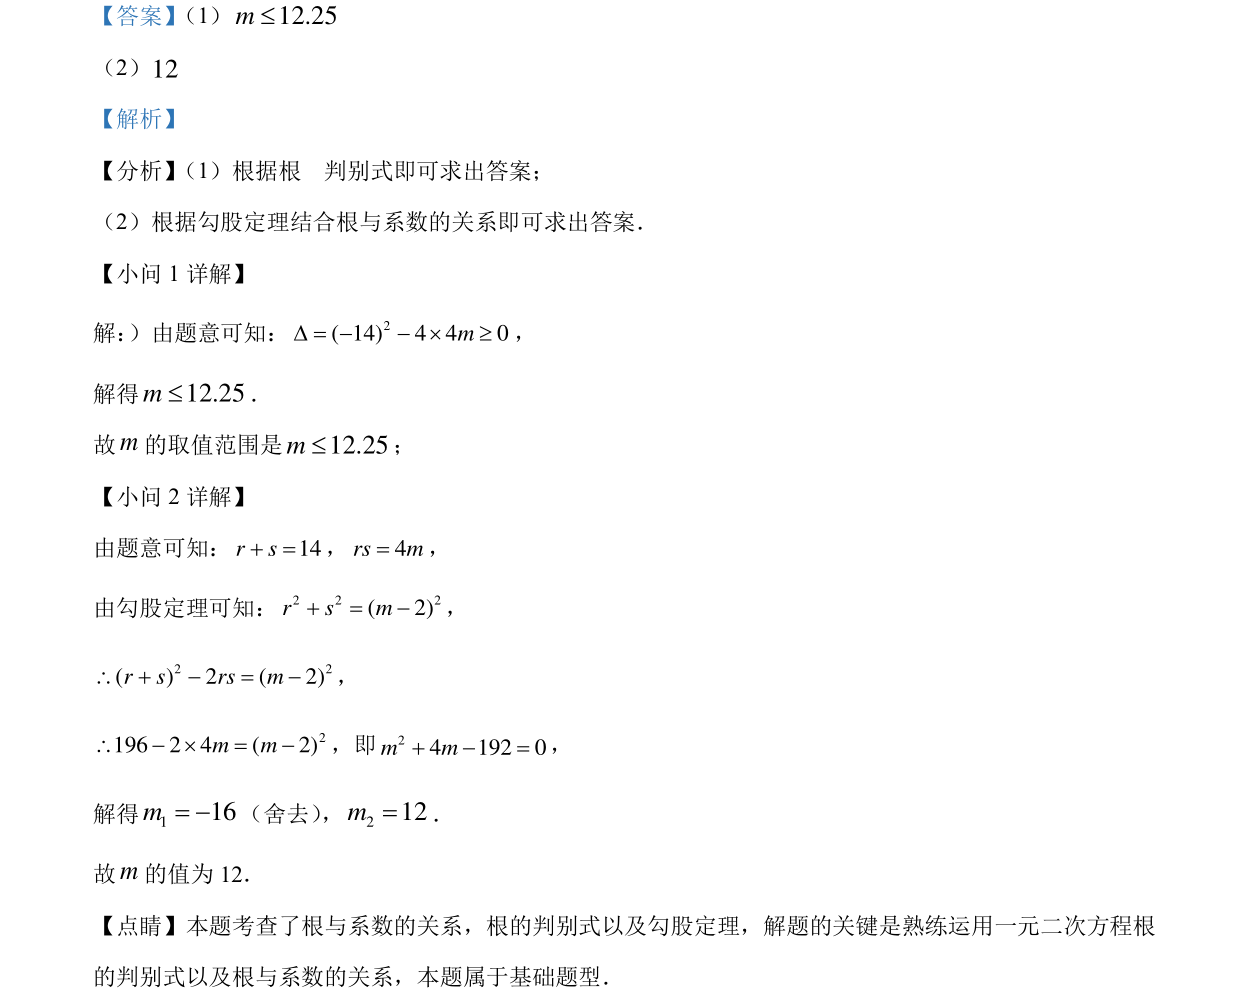 【答案】（1）m ≤ 12.25
（2）12
【解析】
【分析】（1）根据根　判别式即可求出答案；
（2）根据勾股定理结合根与系数的关系即可求出答案．
【小问 1 详解】
解：）由题意可知：Δ = (−14)² − 4 × 4m ≥ 0，
解得 m ≤ 12.25．
故 m 的取值范围是 m ≤ 12.25；
【小问 2 详解】
由题意可知：r + s = 14，rs = 4m，
由勾股定理可知：r² + s² = (m − 2)²，
∴(r + s)² − 2rs = (m − 2)²，
∴196 − 2 × 4m = (m − 2)²，即 m² + 4m − 192 = 0，
解得 m₁ = −16（舍去），m₂ = 12．
故 m 的值为 12．
【点睛】本题考查了根与系数的关系，根的判别式以及勾股定理，解题的关键是熟练运用一元二次方程根
的判别式以及根与系数的关系，本题属于基础题型．